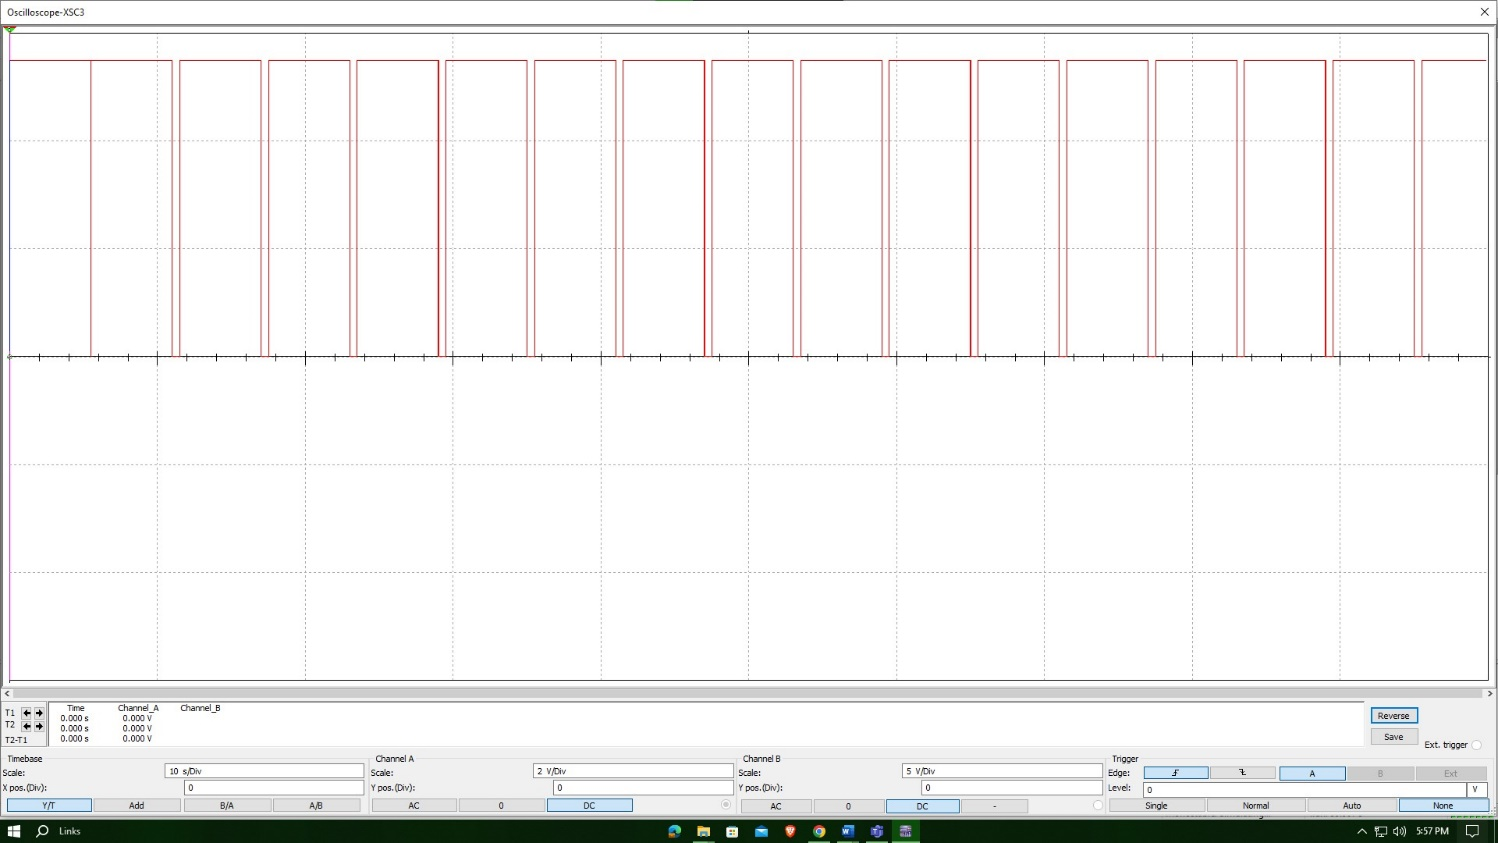 Oscilloscope-XSC3
Time Channel_A Channel_B
T1 0.000 s 0.000 V
T2 0.000 s 0.000 V
T2-T1 0.000 s 0.000 V
Reverse
Save
Ext. trigger
Timebase
Scale: 10 s/Div
X pos.(Div): 0
Y/T Add B/A A/B
Channel A
Scale: 2 V/Div
Y pos.(Div): 0
AC 0 DC
Channel B
Scale: 5 V/Div
Y pos.(Div): 0
AC 0 DC -
Trigger
Edge: A B Ext
Level: 0 V
Single Normal Auto None
Links
5:57 PM